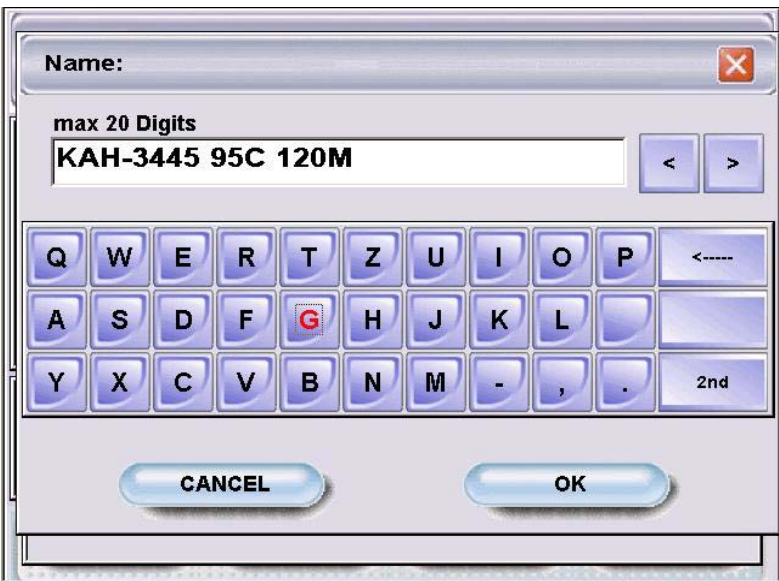 Name:
max 20 Digits
KAH-3445 95C 120M
< >
Q W E R T Z U I O P <-----
A S D F G H J K L
Y X C V B N M - , . 2nd
CANCEL OK